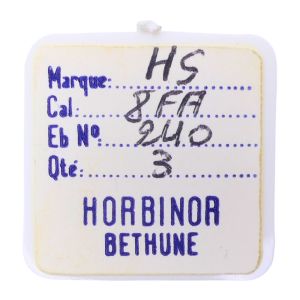 Marque: HS
Cal: 8FA
Eb Nº: 240
Qté: 3
HORBINOR
BETHUNE